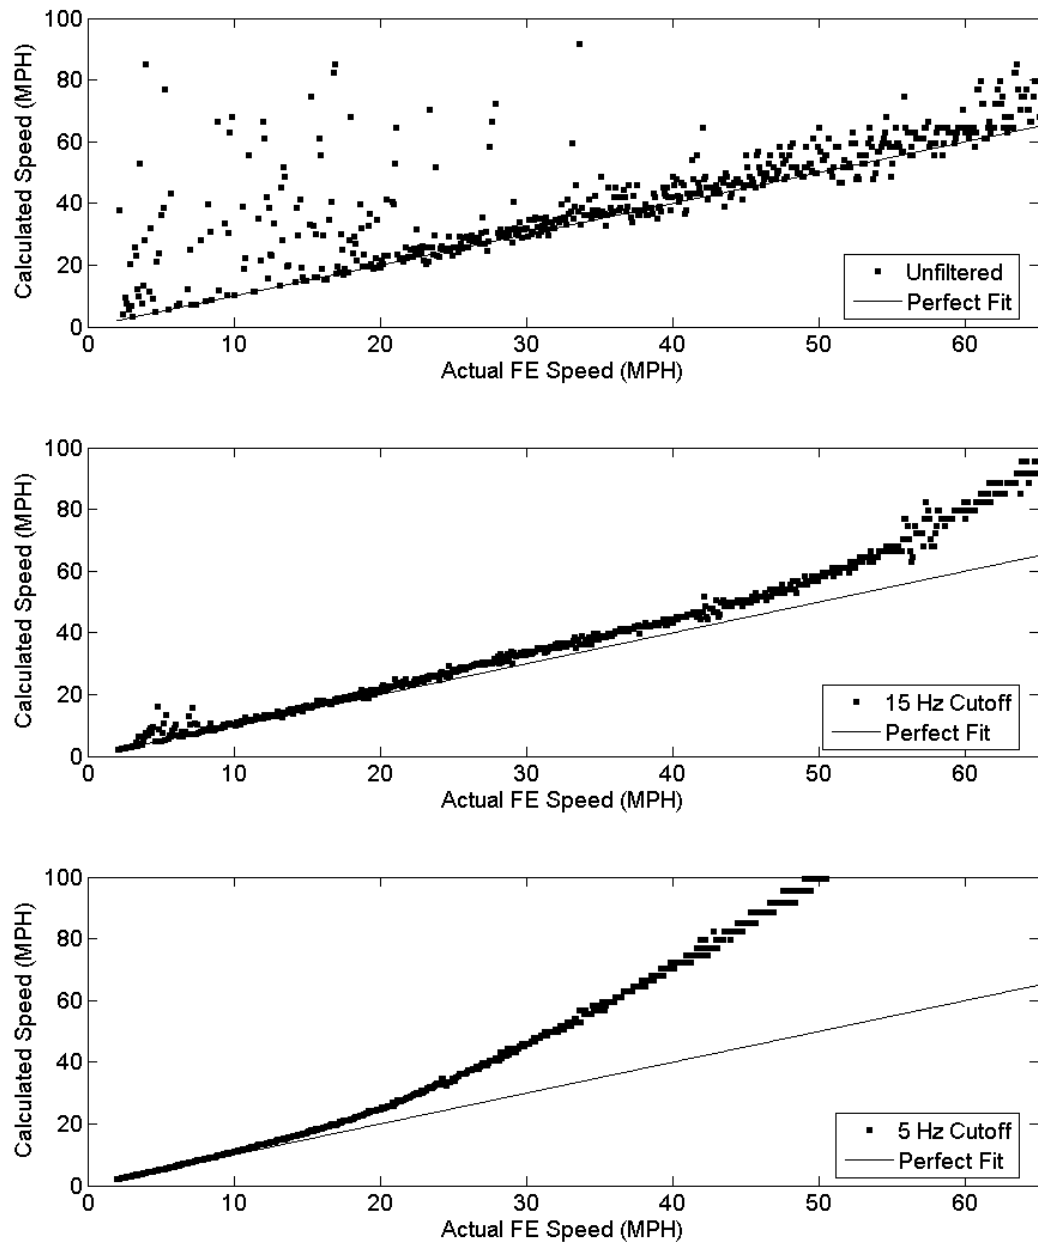 100
80
60
40
20
0
Calculated Speed (MPH)
Unfiltered
Perfect Fit
0 10 20 30 40 50 60
Actual FE Speed (MPH)
100
80
60
40
20
0
Calculated Speed (MPH)
15 Hz Cutoff
Perfect Fit
0 10 20 30 40 50 60
Actual FE Speed (MPH)
100
80
60
40
20
0
Calculated Speed (MPH)
5 Hz Cutoff
Perfect Fit
0 10 20 30 40 50 60
Actual FE Speed (MPH)